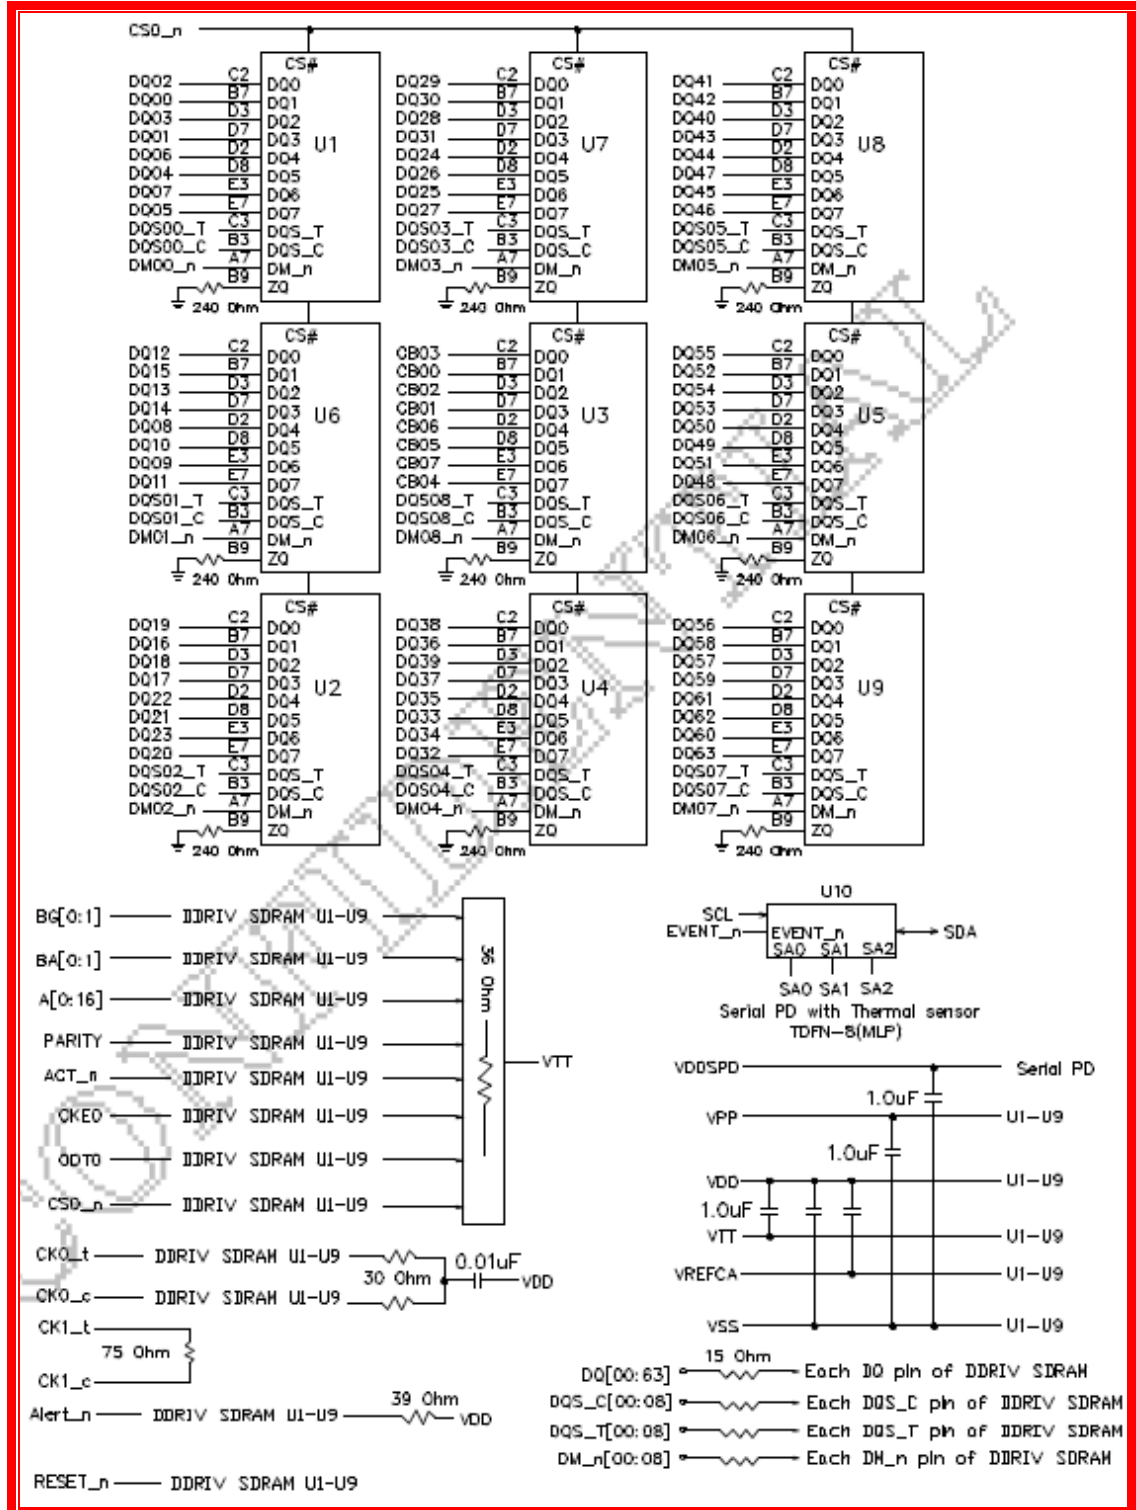 CS0_n
CS#
DQ02 C2 DQ0
DQ00 B7 DQ1
DQ03 D3 DQ2
DQ01 D7 DQ3
DQ06 D2 DQ4
DQ04 D8 DQ5
DQ07 E3 DQ6
DQ05 E7 DQ7
DQS00_T C3 DQS_T
DQS00_C B3 DQS_C
DM00_n A7 DM_n
B9 ZQ
240 Ohm
U1
CS#
DQ29 C2 DQ0
DQ30 B7 DQ1
DQ28 D3 DQ2
DQ31 D7 DQ3
DQ24 D2 DQ4
DQ26 D8 DQ5
DQ25 E3 DQ6
DQ27 E7 DQ7
DQS03_T C3 DQS_T
DQS03_C B3 DQS_C
DM03_n A7 DM_n
B9 ZQ
240 Ohm
U7
CS#
DQ41 C2 DQ0
DQ42 B7 DQ1
DQ40 D3 DQ2
DQ43 D7 DQ3
DQ44 D2 DQ4
DQ47 D8 DQ5
DQ45 E3 DQ6
DQ46 E7 DQ7
DQS05_T C3 DQS_T
DQS05_C B3 DQS_C
DM05_n A7 DM_n
B9 ZQ
240 Ohm
U8
CS#
DQ12 C2 DQ0
DQ15 B7 DQ1
DQ13 D3 DQ2
DQ14 D7 DQ3
DQ08 D2 DQ4
DQ10 D8 DQ5
DQ09 E3 DQ6
DQ11 E7 DQ7
DQS01_T C3 DQS_T
DQS01_C B3 DQS_C
DM01_n A7 DM_n
B9 ZQ
240 Ohm
U6
CS#
CB03 C2 DQ0
CB00 B7 DQ1
CB02 D3 DQ2
CB01 D7 DQ3
CB06 D2 DQ4
CB05 D8 DQ5
CB07 E3 DQ6
CB04 E7 DQ7
DQS08_T C3 DQS_T
DQS08_C B3 DQS_C
DM08_n A7 DM_n
B9 ZQ
240 Ohm
U3
CS#
DQ55 C2 DQ0
DQ52 B7 DQ1
DQ54 D3 DQ2
DQ53 D7 DQ3
DQ50 D2 DQ4
DQ49 D8 DQ5
DQ51 E3 DQ6
DQ48 E7 DQ7
DQS06_T C3 DQS_T
DQS06_C B3 DQS_C
DM06_n A7 DM_n
B9 ZQ
240 Ohm
U5
CS#
DQ19 C2 DQ0
DQ16 B7 DQ1
DQ18 D3 DQ2
DQ17 D7 DQ3
DQ22 D2 DQ4
DQ21 D8 DQ5
DQ23 E3 DQ6
DQ20 E7 DQ7
DQS02_T C3 DQS_T
DQS02_C B3 DQS_C
DM02_n A7 DM_n
B9 ZQ
240 Ohm
U2
CS#
DQ38 C2 DQ0
DQ36 B7 DQ1
DQ39 D3 DQ2
DQ37 D7 DQ3
DQ35 D2 DQ4
DQ33 D8 DQ5
DQ34 E3 DQ6
DQ32 E7 DQ7
DQS04_T C3 DQS_T
DQS04_C B3 DQS_C
DM04_n A7 DM_n
B9 ZQ
240 Ohm
U4
CS#
DQ56 C2 DQ0
DQ58 B7 DQ1
DQ57 D3 DQ2
DQ59 D7 DQ3
DQ61 D2 DQ4
DQ62 D8 DQ5
DQ60 E3 DQ6
DQ63 E7 DQ7
DQS07_T C3 DQS_T
DQS07_C B3 DQS_C
DM07_n A7 DM_n
B9 ZQ
240 Ohm
U9
BG[0:1] DDRIV SDRAM U1-U9
BA[0:1] DDRIV SDRAM U1-U9
A[0:16] DDRIV SDRAM U1-U9
PARITY DDRIV SDRAM U1-U9
ACT_n DDRIV SDRAM U1-U9
CKE0 DDRIV SDRAM U1-U9
ODT0 DDRIV SDRAM U1-U9
CS0_n DDRIV SDRAM U1-U9
36 Ohm
VTT
CK0_t DDRIV SDRAM U1-U9
30 Ohm
0.01uF
VDD
CK0_c DDRIV SDRAM U1-U9
CK1_t
75 Ohm
CK1_c
Alert_n DDRIV SDRAM U1-U9 39 Ohm VDD
RESET_n DDRIV SDRAM U1-U9
U10
SCL
EVENT_n EVENT_n SDA
SA0 SA1 SA2
SA0 SA1 SA2
Serial PD with Thermal sensor
TDFN-8(MLP)
VDDSPD Serial PD
1.0uF
VPP U1-U9
1.0uF
VDD U1-U9
1.0uF
VTT U1-U9
VREFCA U1-U9
VSS U1-U9
15 Ohm
DQ[00:63] Each DQ pin of DDRIV SDRAM
DQS_C[00:08] Each DQS_C pin of DDRIV SDRAM
DQS_T[00:08] Each DQS_T pin of DDRIV SDRAM
DM_n[00:08] Each DM_n pin of DDRIV SDRAM
CONFIDENTIAL